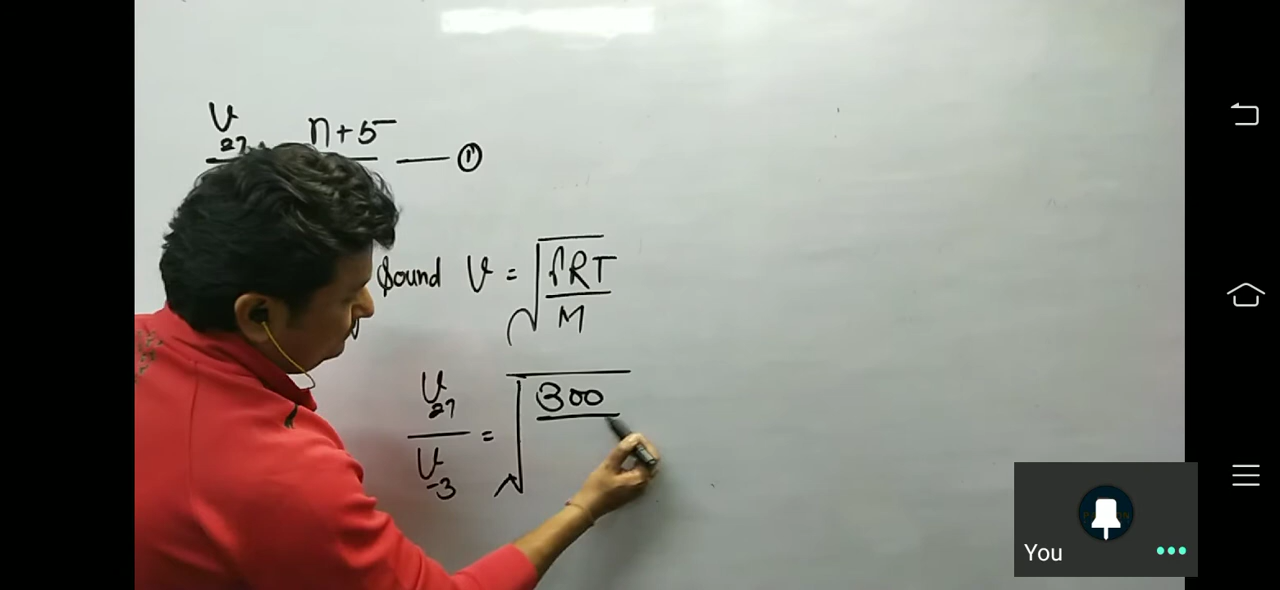 V27 n+5 — ①
Sound V = √γRT/M
V27/V-3 = √300
You